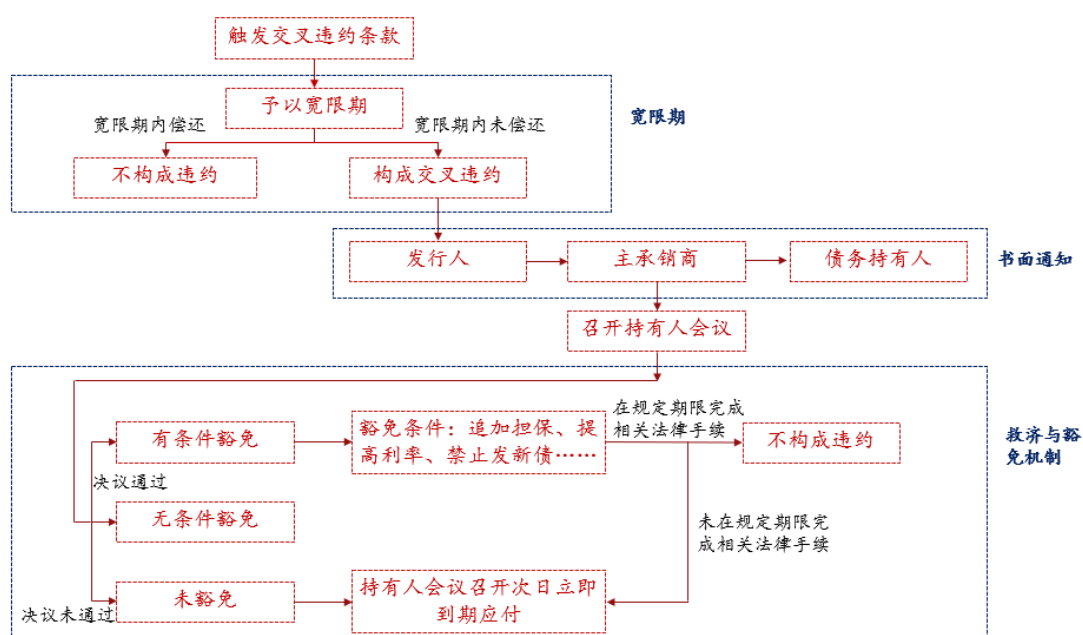 触发交叉违约条款
予以宽限期
宽限期
宽限期内偿还
宽限期内未偿还
不构成违约
构成交叉违约
发行人
主承销商
债务持有人
书面通知
召开持有人会议
在规定期限完成
相关法律手续
有条件豁免
豁免条件：追加担保、提
高利率、禁止发新债……
不构成违约
救济与豁
免机制
决议通过
无条件豁免
未在规定期限完
成相关法律手续
未豁免
持有人会议召开次日立即
到期应付
决议未通过